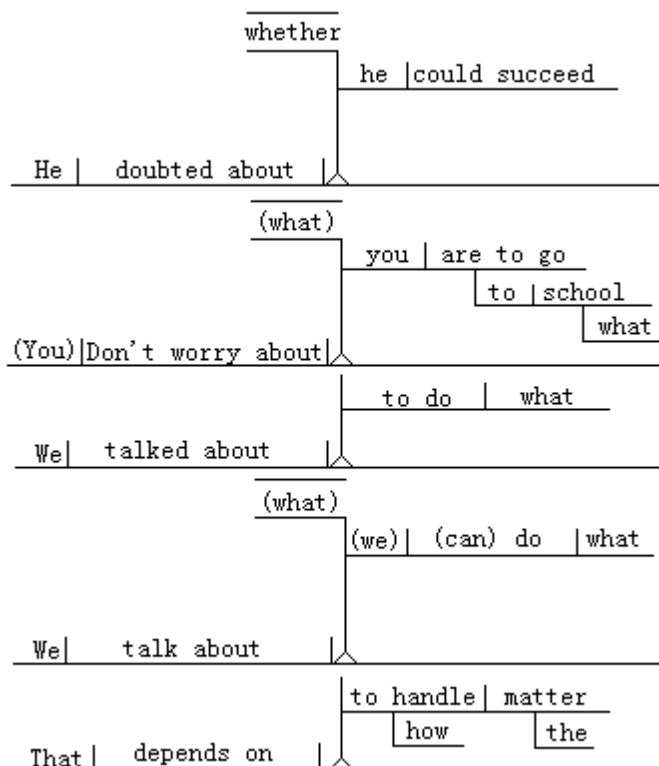 whether
he could succeed
He doubted about
(what)
you are to go
to school
what
(You) Don't worry about
to do what
We talked about
(what)
(we) (can) do what
We talk about
to handle matter
how the
That depends on